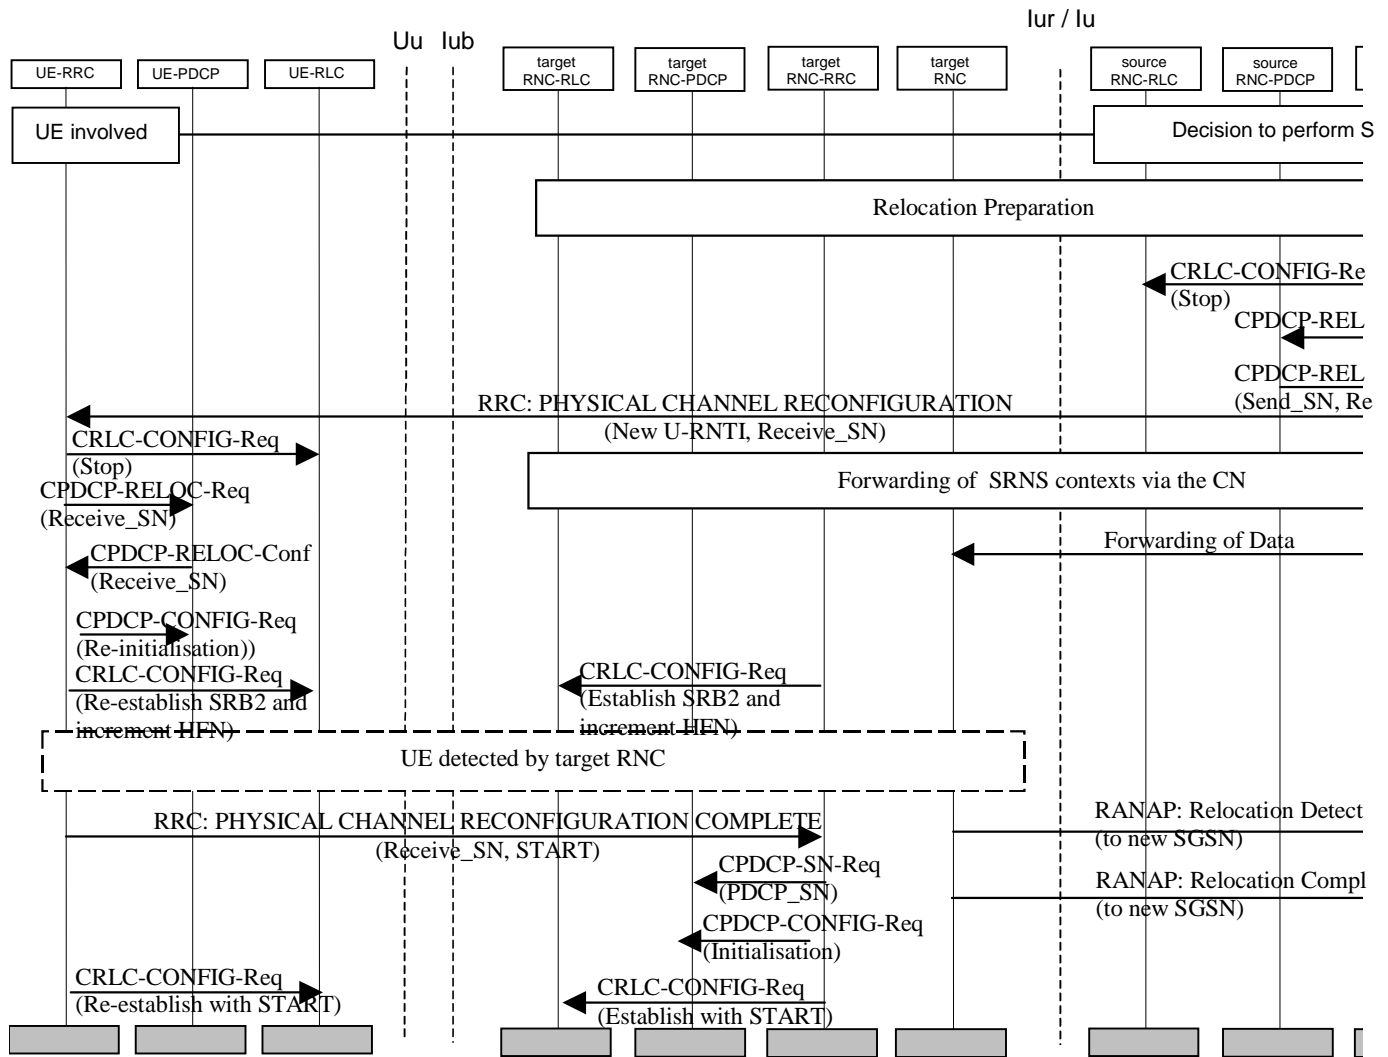 Iur / Iu
Uu Iub
UE-RRC
UE-PDCP
UE-RLC
target
RNC-RLC
target
RNC-PDCP
target
RNC-RRC
target
RNC
source
RNC-RLC
source
RNC-PDCP
UE involved
Decision to perform S
Relocation Preparation
CRLC-CONFIG-Re
(Stop)
CPDCP-REL
CPDCP-REL
(Send_SN, Re
RRC: PHYSICAL CHANNEL RECONFIGURATION
(New U-RNTI, Receive_SN)
CRLC-CONFIG-Req
(Stop)
Forwarding of SRNS contexts via the CN
CPDCP-RELOC-Req
(Receive_SN)
Forwarding of Data
CPDCP-RELOC-Conf
(Receive_SN)
CPDCP-CONFIG-Req
(Re-initialisation))
CRLC-CONFIG-Req
(Re-establish SRB2 and
increment HFN)
CRLC-CONFIG-Req
(Establish SRB2 and
increment HFN)
UE detected by target RNC
RRC: PHYSICAL CHANNEL RECONFIGURATION COMPLETE
(Receive_SN, START)
RANAP: Relocation Detect
(to new SGSN)
CPDCP-SN-Req
(PDCP_SN)
RANAP: Relocation Compl
(to new SGSN)
CPDCP-CONFIG-Req
(Initialisation)
CRLC-CONFIG-Req
(Re-establish with START)
CRLC-CONFIG-Req
(Establish with START)